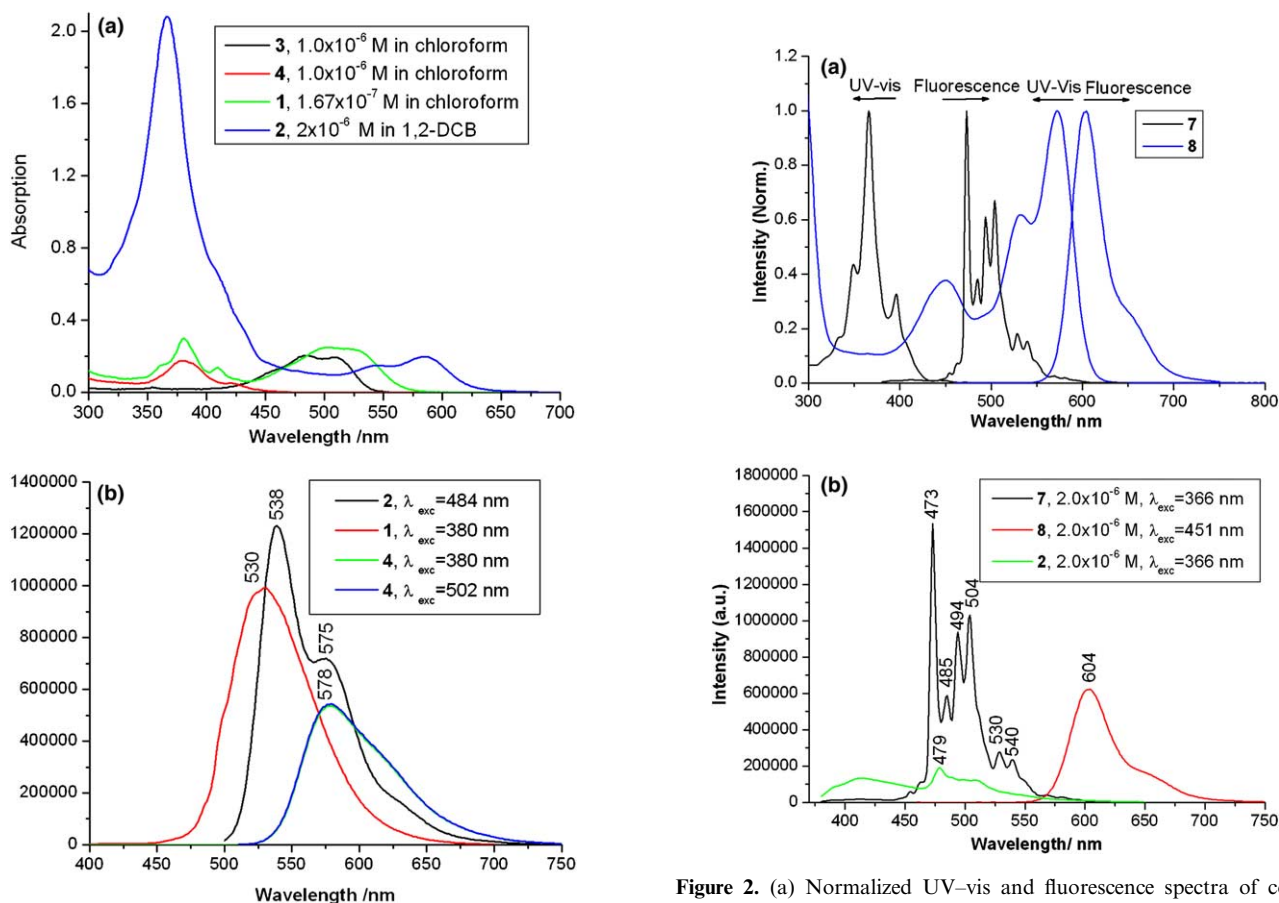 (a)
3, 1.0x10⁻⁶ M in chloroform
4, 1.0x10⁻⁶ M in chloroform
1, 1.67x10⁻⁷ M in chloroform
2, 2x10⁻⁶ M in 1,2-DCB
2.0
1.6
1.2
0.8
0.4
0.0
Absorption
300 350 400 450 500 550 600 650 700
Wavelength /nm
(b)
2, λ exc=484 nm
1, λ exc=380 nm
4, λ exc=380 nm
4, λ exc=502 nm
1400000
1200000
1000000
800000
600000
400000
200000
0
538
530
575
578
400 450 500 550 600 650 700 750
Wavelength /nm
(a)
UV-vis Fluorescence UV-Vis Fluorescence
7
8
1.2
1.0
0.8
0.6
0.4
0.2
0.0
Intensity (Norm.)
300 400 500 600 700 800
Wavelength/ nm
(b)
7, 2.0x10⁻⁶ M, λexc=366 nm
8, 2.0x10⁻⁶ M, λexc=451 nm
2, 2.0x10⁻⁶ M, λexc=366 nm
1800000
1600000
1400000
1200000
1000000
800000
600000
400000
200000
0
Intensity (a.u.)
473
485
494
504
530
540
479
604
400 450 500 550 600 650 700 750
Wavelength/ nm
Figure 2. (a) Normalized UV–vis and fluorescence spectra of